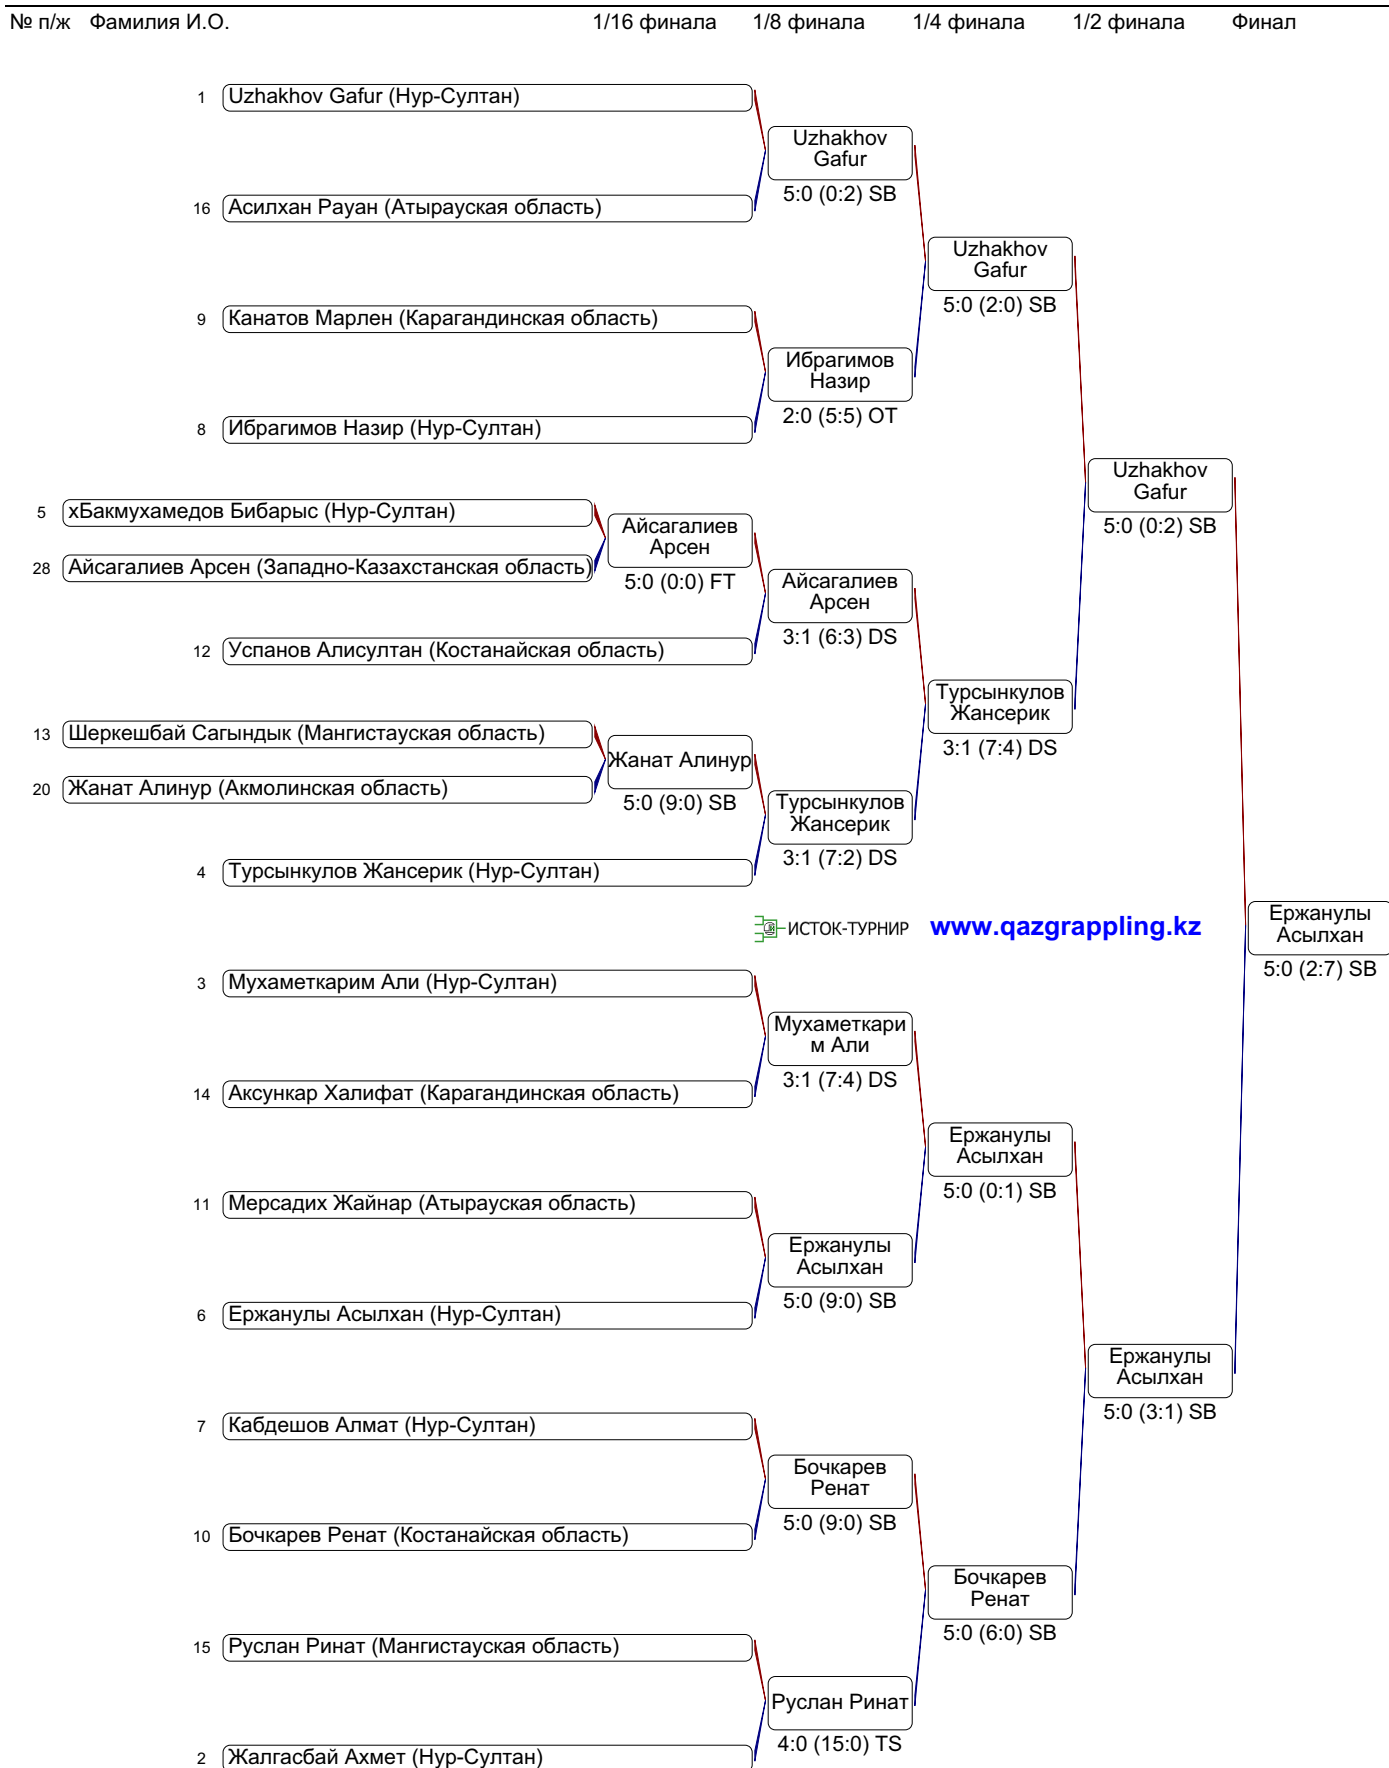 № п/ж Фамилия И.О. 1/16 финала 1/8 финала 1/4 финала 1/2 финала Финал
1 Uzhakhov Gafur (Нур-Султан)
Uzhakhov
Gafur
5:0 (0:2) SB
16 Асилхан Рауан (Атырауская область)
Uzhakhov
Gafur
5:0 (2:0) SB
9 Канатов Марлен (Карагандинская область)
Ибрагимов
Назир
2:0 (5:5) OT
8 Ибрагимов Назир (Нур-Султан)
Uzhakhov
Gafur
5:0 (0:2) SB
5 хБакмухамедов Бибарыс (Нур-Султан)
Айсагалиев
Арсен
5:0 (0:0) FT
28 Айсагалиев Арсен (Западно-Казахстанская область)
Айсагалиев
Арсен
3:1 (6:3) DS
12 Успанов Алисултан (Костанайская область)
Турсынкулов
Жансерик
3:1 (7:4) DS
13 Шеркешбай Сагындык (Мангистауская область)
Жанат Алинур
5:0 (9:0) SB
20 Жанат Алинур (Акмолинская область)
Турсынкулов
Жансерик
3:1 (7:2) DS
4 Турсынкулов Жансерик (Нур-Султан)
ИСТОК-ТУРНИР www.qazgrappling.kz
Ержанулы
Асылхан
5:0 (2:7) SB
3 Мухаметкарим Али (Нур-Султан)
Мухаметкари
м Али
3:1 (7:4) DS
14 Аксункар Халифат (Карагандинская область)
Ержанулы
Асылхан
5:0 (0:1) SB
11 Мерсадих Жайнар (Атырауская область)
Ержанулы
Асылхан
5:0 (9:0) SB
6 Ержанулы Асылхан (Нур-Султан)
Ержанулы
Асылхан
5:0 (3:1) SB
7 Кабдешов Алмат (Нур-Султан)
Бочкарев
Ренат
5:0 (9:0) SB
10 Бочкарев Ренат (Костанайская область)
Бочкарев
Ренат
5:0 (6:0) SB
15 Руслан Ринат (Мангистауская область)
Руслан Ринат
4:0 (15:0) TS
2 Жалгасбай Ахмет (Нур-Султан)